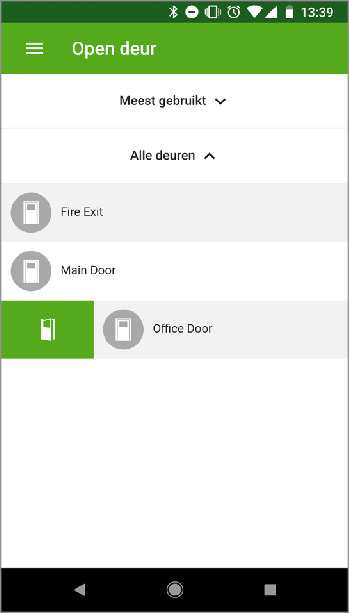 13:39
Open deur
Meest gebruikt
Alle deuren
Fire Exit
Main Door
Office Door